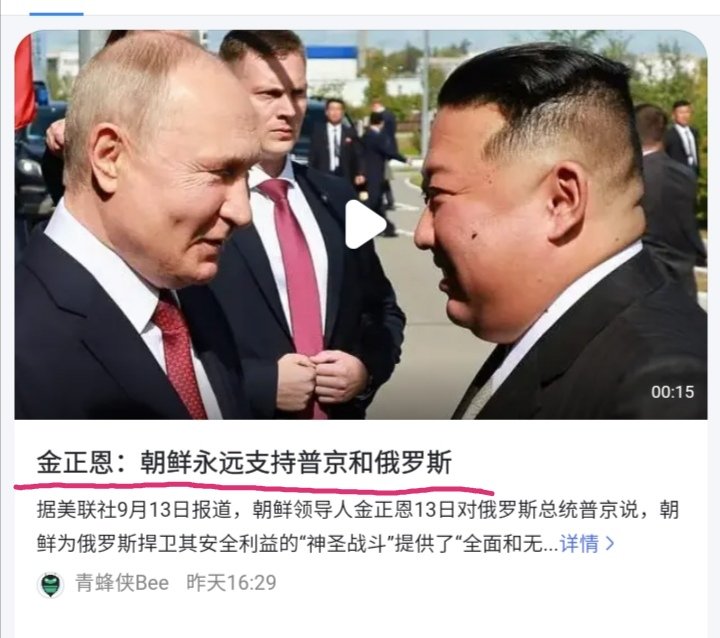 00:15
金正恩：朝鲜永远支持普京和俄罗斯
据美联社9月13日报道，朝鲜领导人金正恩13日对俄罗斯总统普京说，朝
鲜为俄罗斯捍卫其安全利益的“神圣战斗”提供了“全面和无...详情 >
青蜂侠Bee 昨天16:29